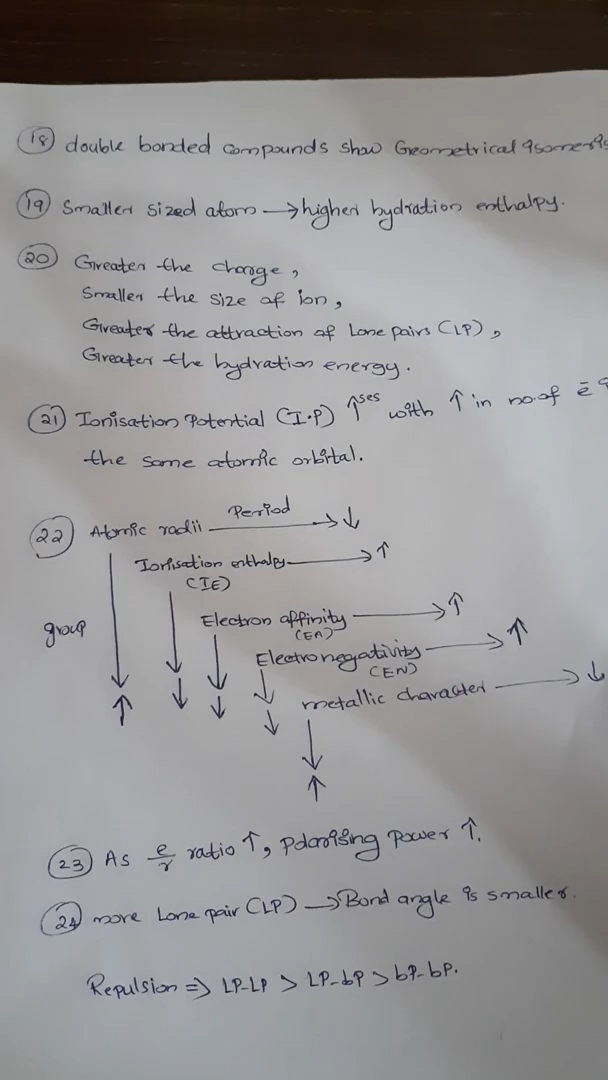 18 double bonded compounds show Geometrical
19 Smaller sized atom → higher hydration enthalpy.
20 Greater the charge,
Smaller the size of ion,
Greater the attraction of Lone pairs (LP),
Greater the hydration energy.
21 Ionisation Potential (I.P) ↑ses with ↑ in no.of ē
the same atomic orbital.
22 Atomic radii Period → ↓
Ionisation enthalpy → ↑
(IE)
group
Electron affinity → ↑
(EA)
Electronegativity → ↑
(CEN)
metallic character → ↓
↑ ↓ ↓ ↓
↑
23 As e/r ratio ↑, Polarising Power ↑.
24 more Lone pair (LP) → Bond angle is smaller.
Repulsion ⇒ LP-LP > LP-bP > bP-bP.